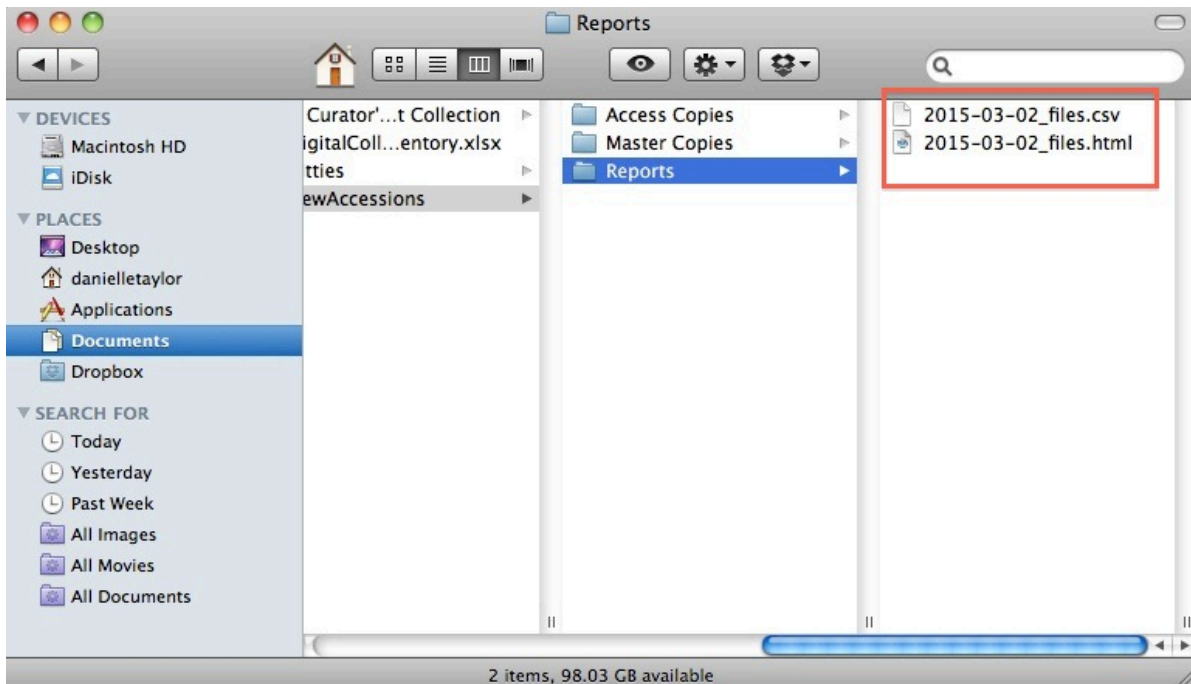 Reports
DEVICES
Macintosh HD
iDisk
PLACES
Desktop
danielletaylor
Applications
Documents
Dropbox
SEARCH FOR
Today
Yesterday
Past Week
All Images
All Movies
All Documents
Curator'...t Collection
igitalColl...entory.xlsx
tties
ewAccessions
Access Copies
Master Copies
Reports
2015-03-02_files.csv
2015-03-02_files.html
2 items, 98.03 GB available